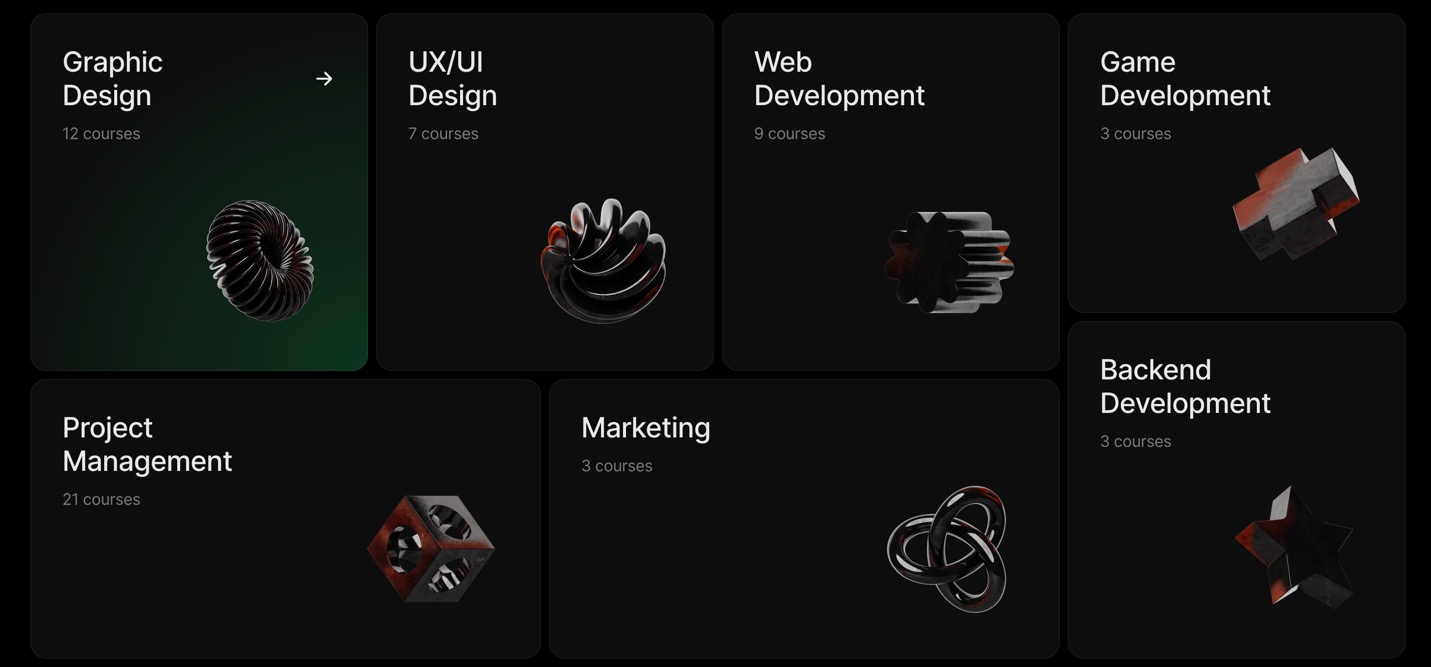 Graphic
Design
12 courses
UX/UI
Design
7 courses
Web
Development
9 courses
Game
Development
3 courses
Project
Management
21 courses
Marketing
3 courses
Backend
Development
3 courses